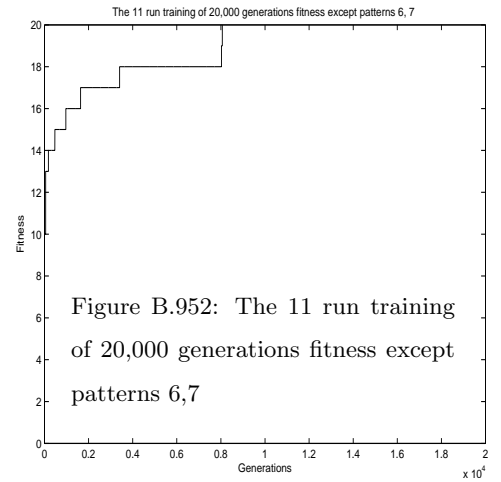 The 11 run training of 20,000 generations fitness except patterns 6, 7
20
18
16
14
12
10
8
6
4
2
0
Fitness
Figure B.952: The 11 run training
of 20,000 generations fitness except
patterns 6,7
0 0.2 0.4 0.6 0.8 1 1.2 1.4 1.6 1.8 2
Generations
x 10^4